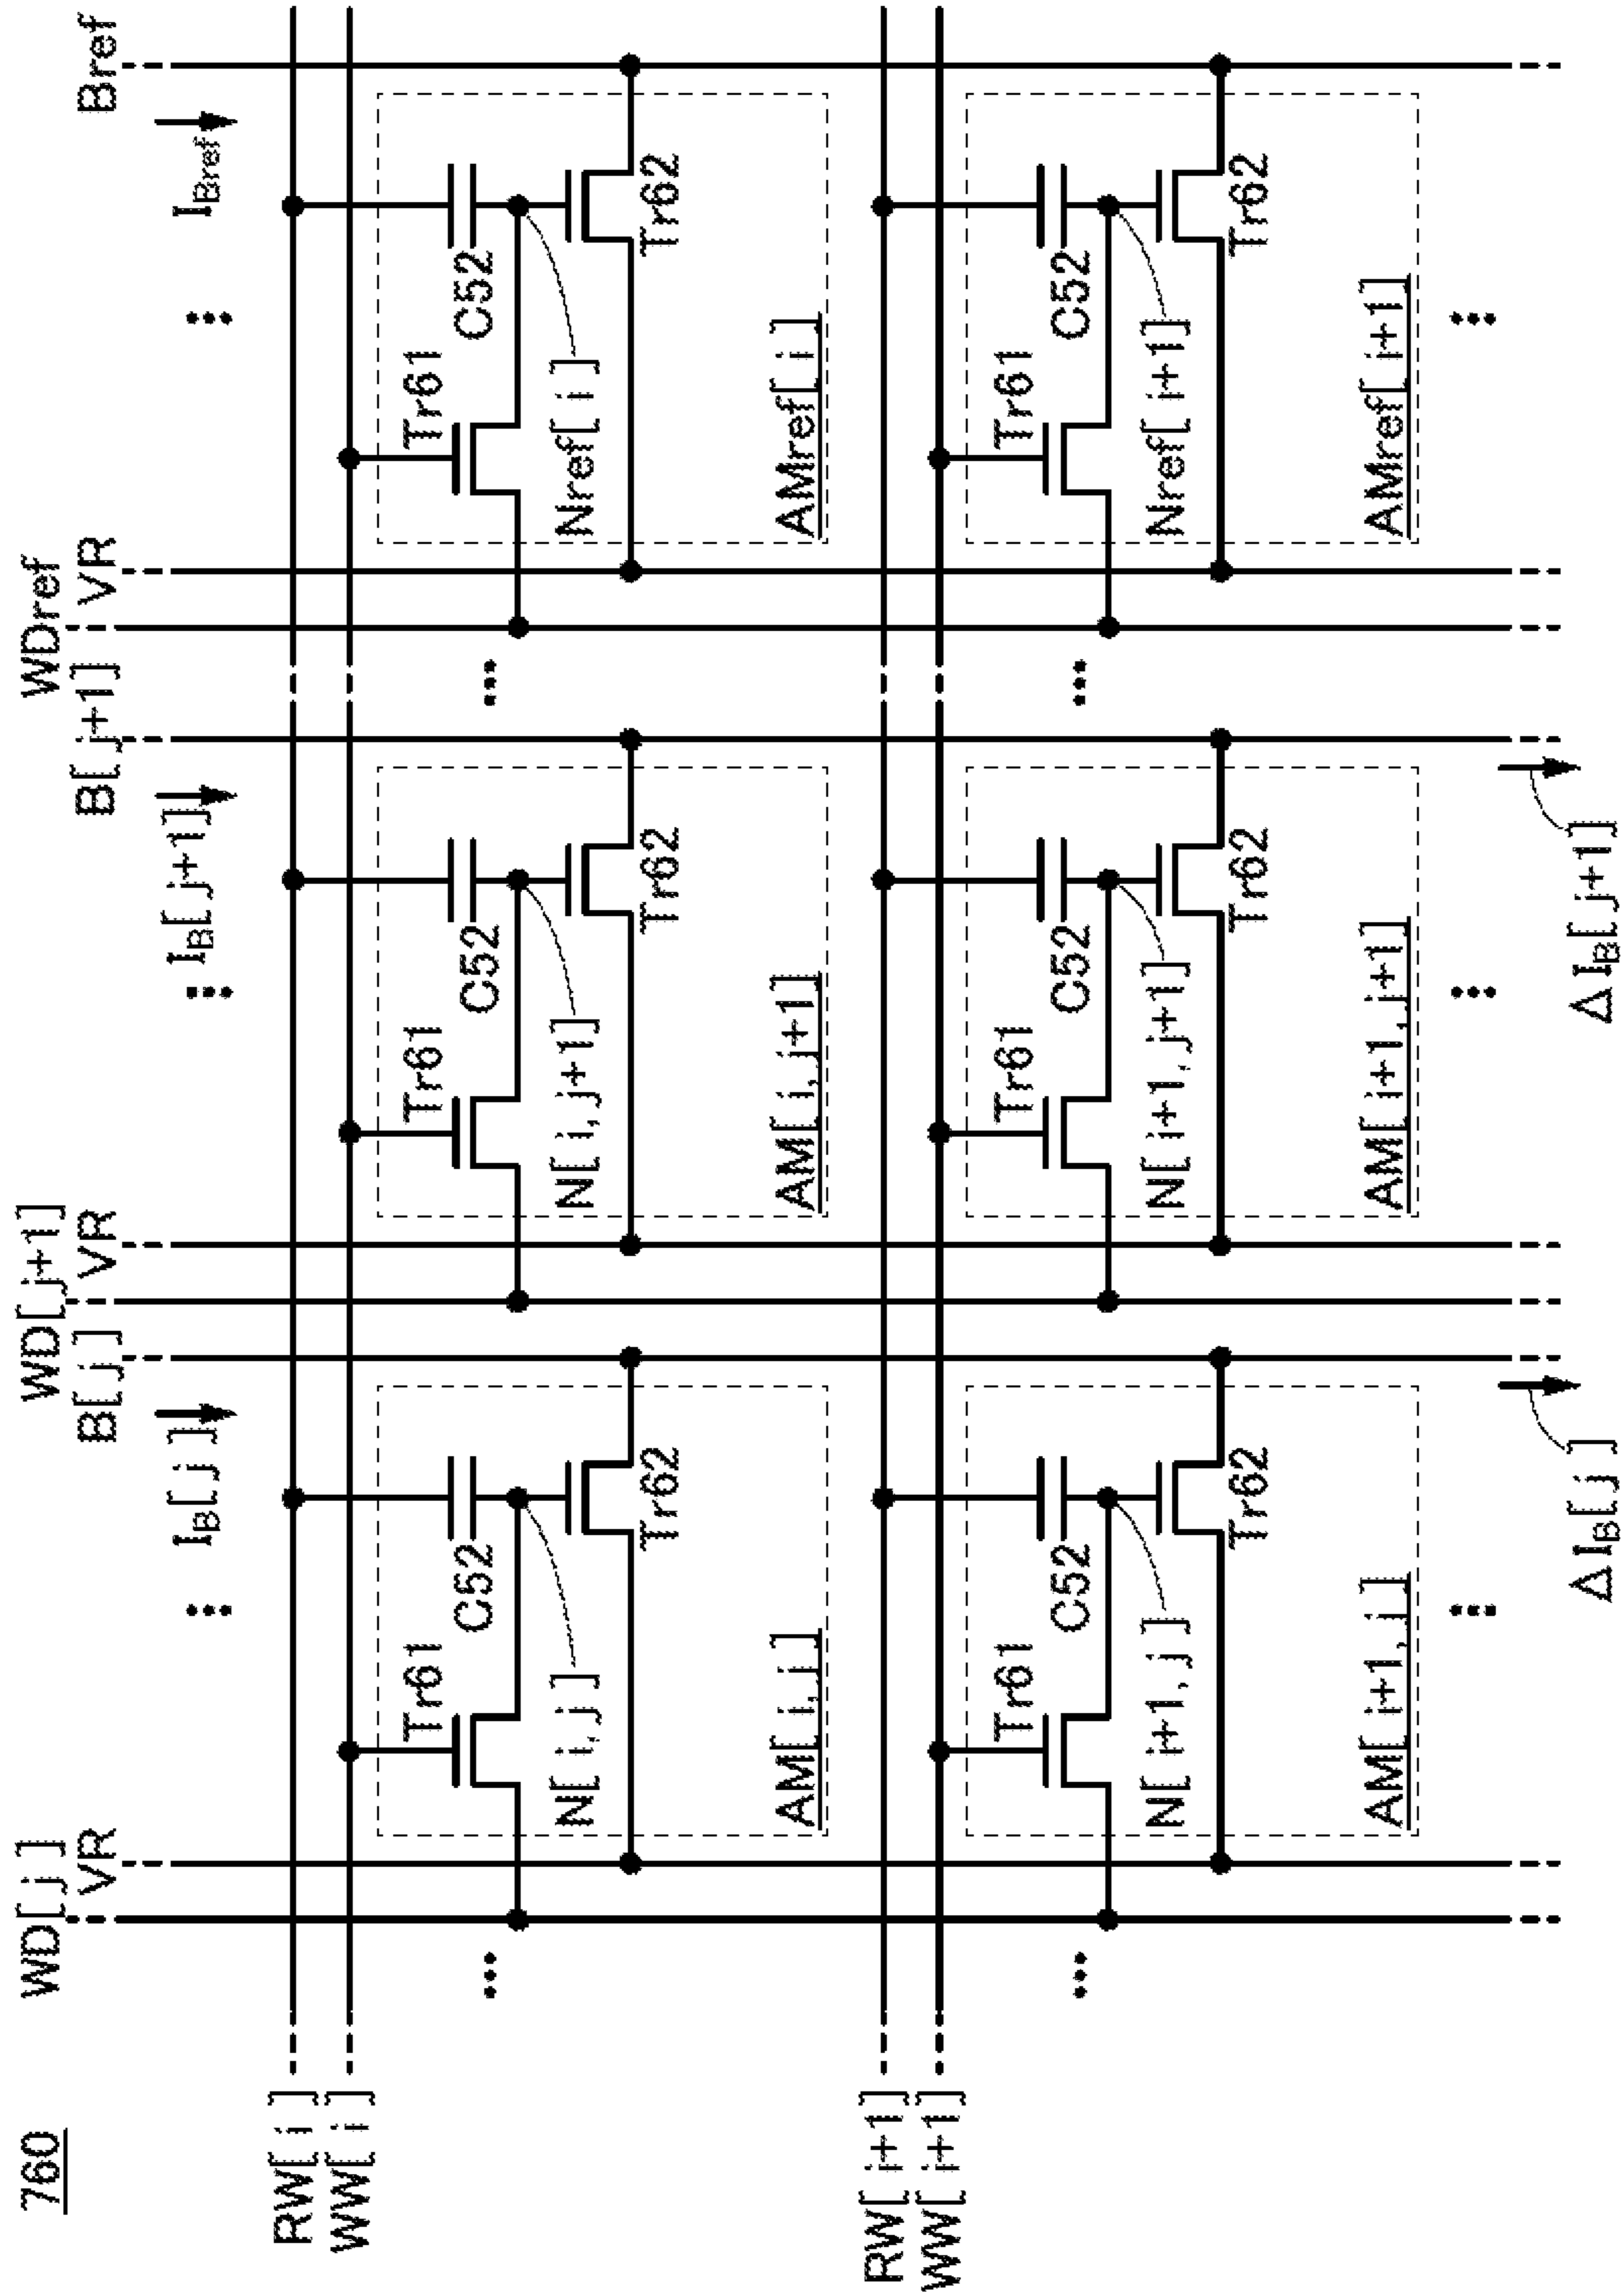 760
WD[j] VR B[j] WD[j+1] VR B[j+1] WDref VR Bref
IB[j] IB[j+1] IBref
RW[i]
WW[i]
Tr61 C52 Tr61 C52 Tr61 C52
N[i,j] Tr62 N[i,j+1] Tr62 Nref[i] Tr62
AM[i,j] AM[i,j+1] AMref[i]
RW[i+1]
WW[i+1]
Tr61 C52 Tr61 C52 Tr61 C52
N[i+1,j] Tr62 N[i+1,j+1] Tr62 Nref[i+1] Tr62
AM[i+1,j] AM[i+1,j+1] AMref[i+1]
ΔIB[j] ΔIB[j+1]